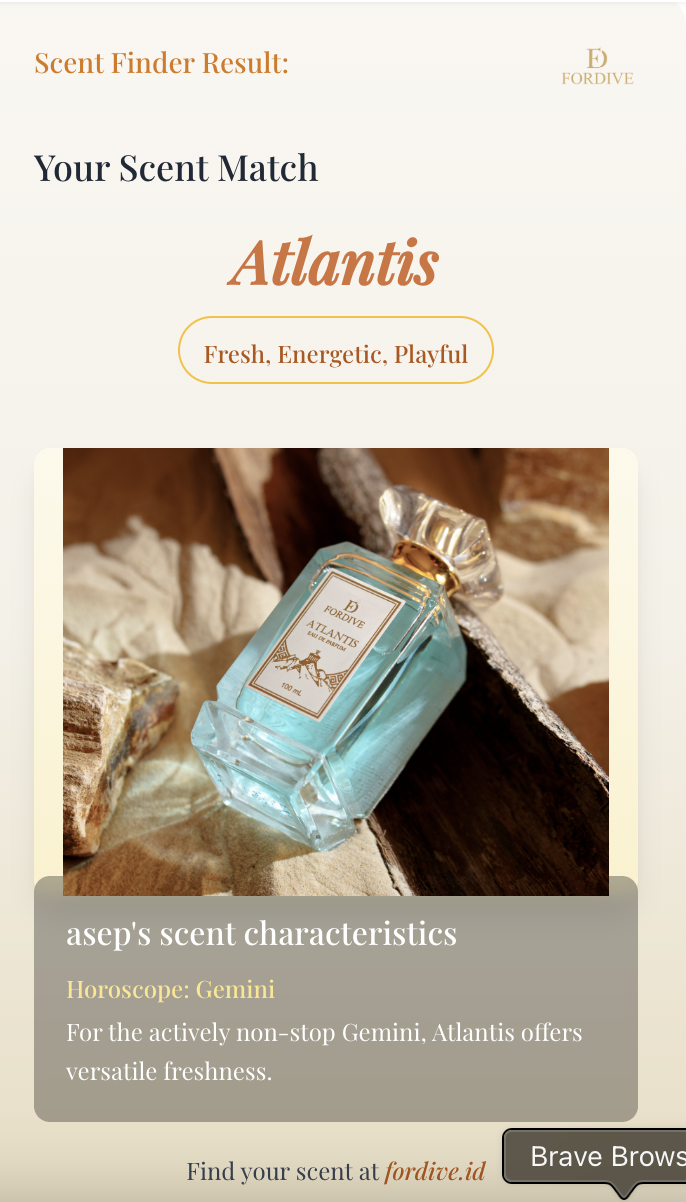 Scent Finder Result:
FD
FORDIVE
Your Scent Match
Atlantis
Fresh, Energetic, Playful
FD
FORDIVE
ATLANTIS
EAU DE PARFUM
100 mL
asep's scent characteristics
Horoscope: Gemini
For the actively non-stop Gemini, Atlantis offers
versatile freshness.
Find your scent at fordive.id
Brave Brows